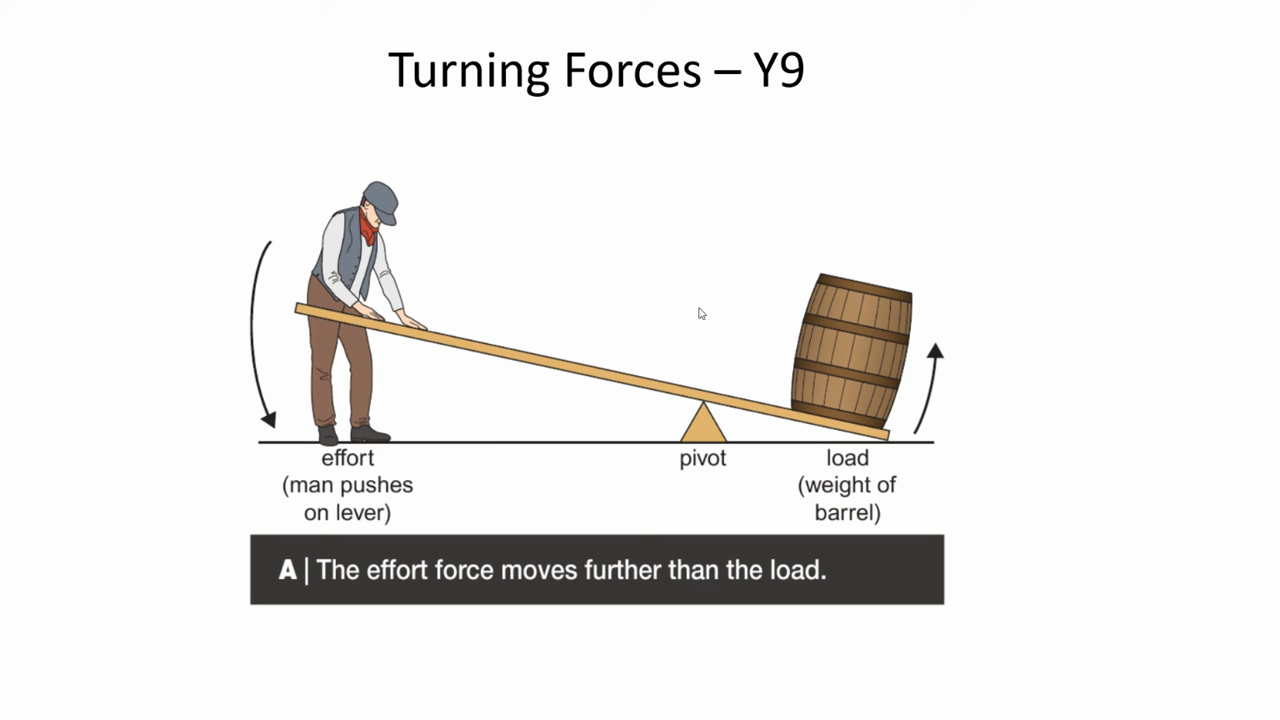 Turning Forces – Y9
effort
(man pushes
on lever)
pivot
load
(weight of
barrel)
A | The effort force moves further than the load.